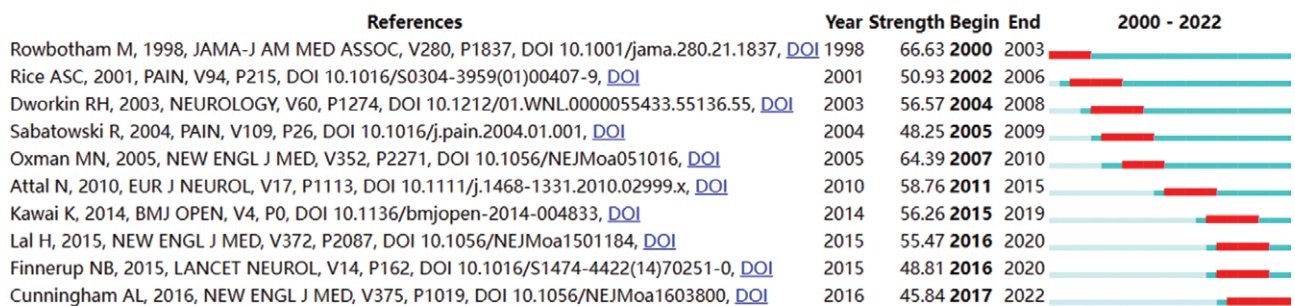 References Year Strength Begin End 2000 - 2022
Rowbotham M, 1998, JAMA-J AM MED ASSOC, V280, P1837, DOI 10.1001/jama.280.21.1837, DOI 1998 66.63 2000 2003
Rice ASC, 2001, PAIN, V94, P215, DOI 10.1016/S0304-3959(01)00407-9, DOI 2001 50.93 2002 2006
Dworkin RH, 2003, NEUROLOGY, V60, P1274, DOI 10.1212/01.WNL.0000055433.55136.55, DOI 2003 56.57 2004 2008
Sabatowski R, 2004, PAIN, V109, P26, DOI 10.1016/j.pain.2004.01.001, DOI 2004 48.25 2005 2009
Oxman MN, 2005, NEW ENGL J MED, V352, P2271, DOI 10.1056/NEJMoa051016, DOI 2005 64.39 2007 2010
Attal N, 2010, EUR J NEUROL, V17, P1113, DOI 10.1111/j.1468-1331.2010.02999.x, DOI 2010 58.76 2011 2015
Kawai K, 2014, BMJ OPEN, V4, P0, DOI 10.1136/bmjopen-2014-004833, DOI 2014 56.26 2015 2019
Lal H, 2015, NEW ENGL J MED, V372, P2087, DOI 10.1056/NEJMoa1501184, DOI 2015 55.47 2016 2020
Finnerup NB, 2015, LANCET NEUROL, V14, P162, DOI 10.1016/S1474-4422(14)70251-0, DOI 2015 48.81 2016 2020
Cunningham AL, 2016, NEW ENGL J MED, V375, P1019, DOI 10.1056/NEJMoa1603800, DOI 2016 45.84 2017 2022